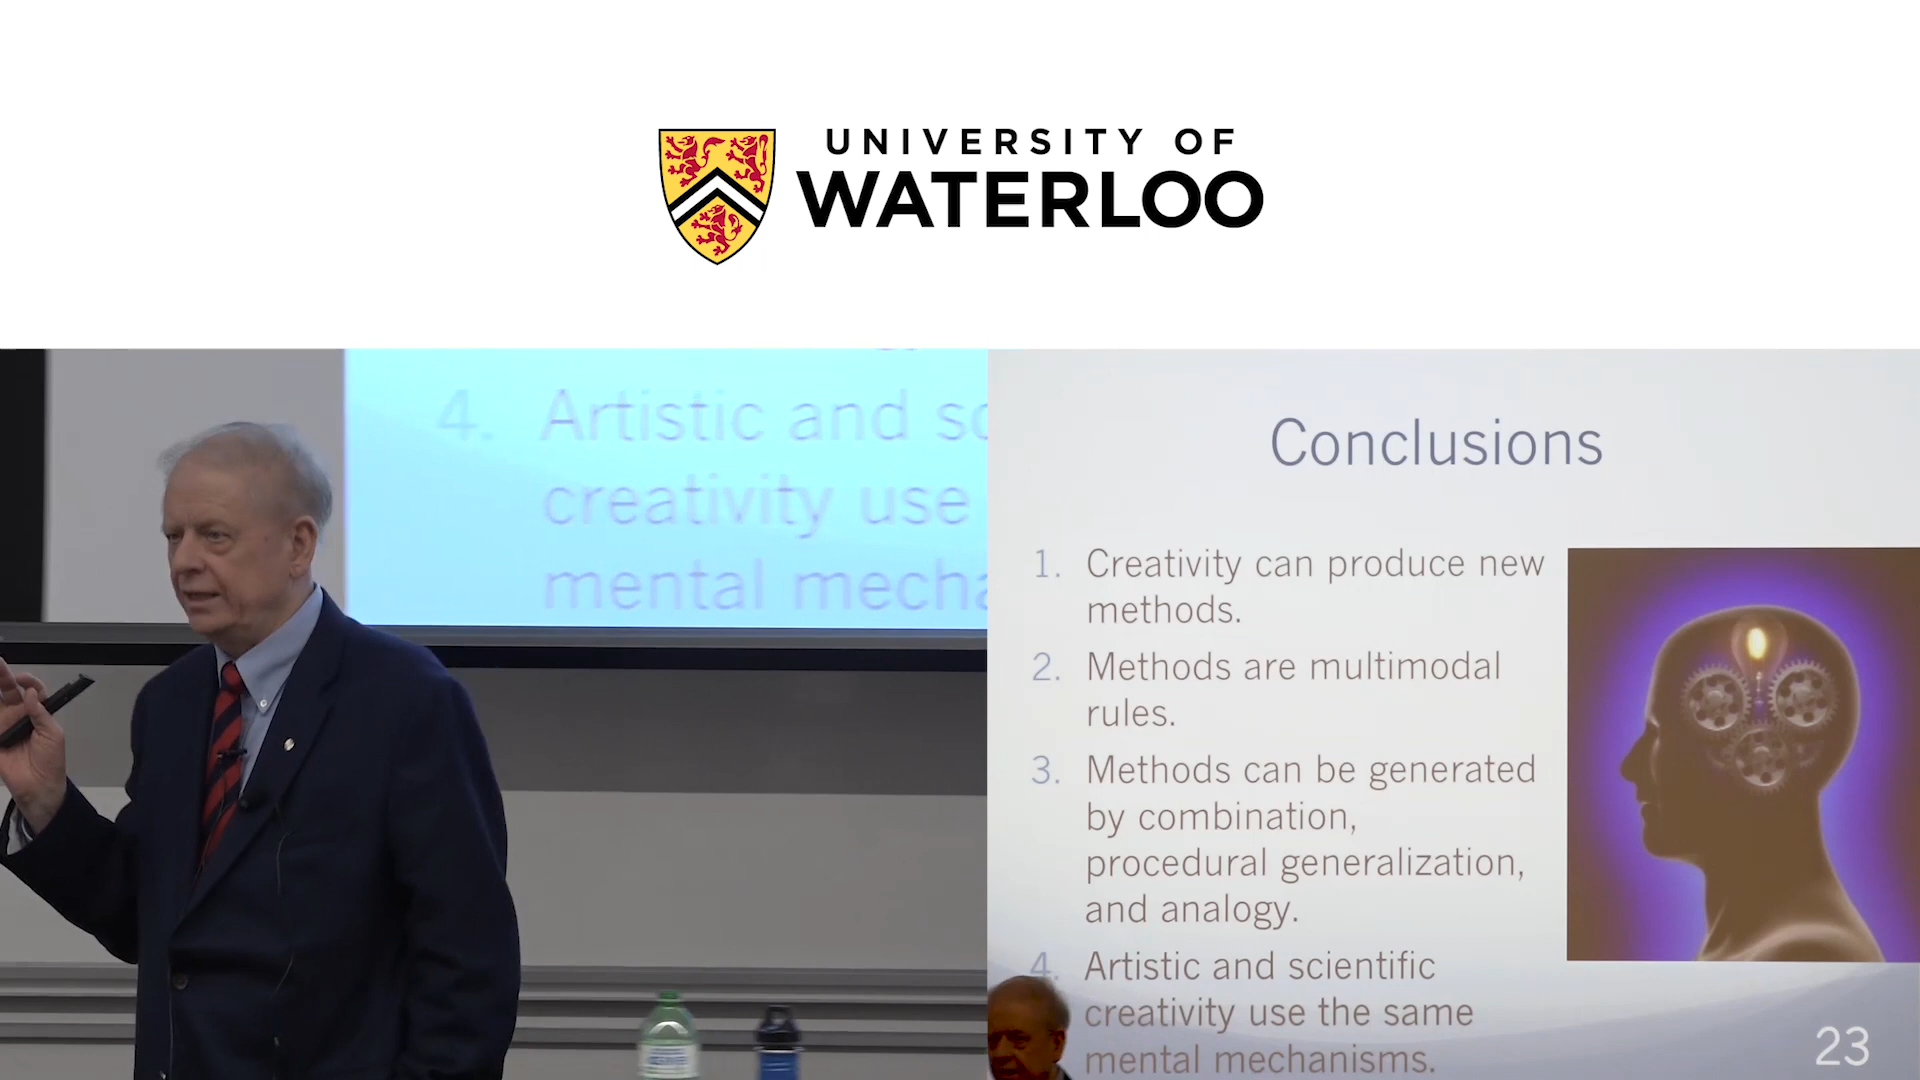 UNIVERSITY OF
WATERLOO
4. Artistic and sc
creativity use
mental mecha
Conclusions
1. Creativity can produce new
methods.
2. Methods are multimodal
rules.
3. Methods can be generated
by combination,
procedural generalization,
and analogy.
4. Artistic and scientific
creativity use the same
mental mechanisms.
23